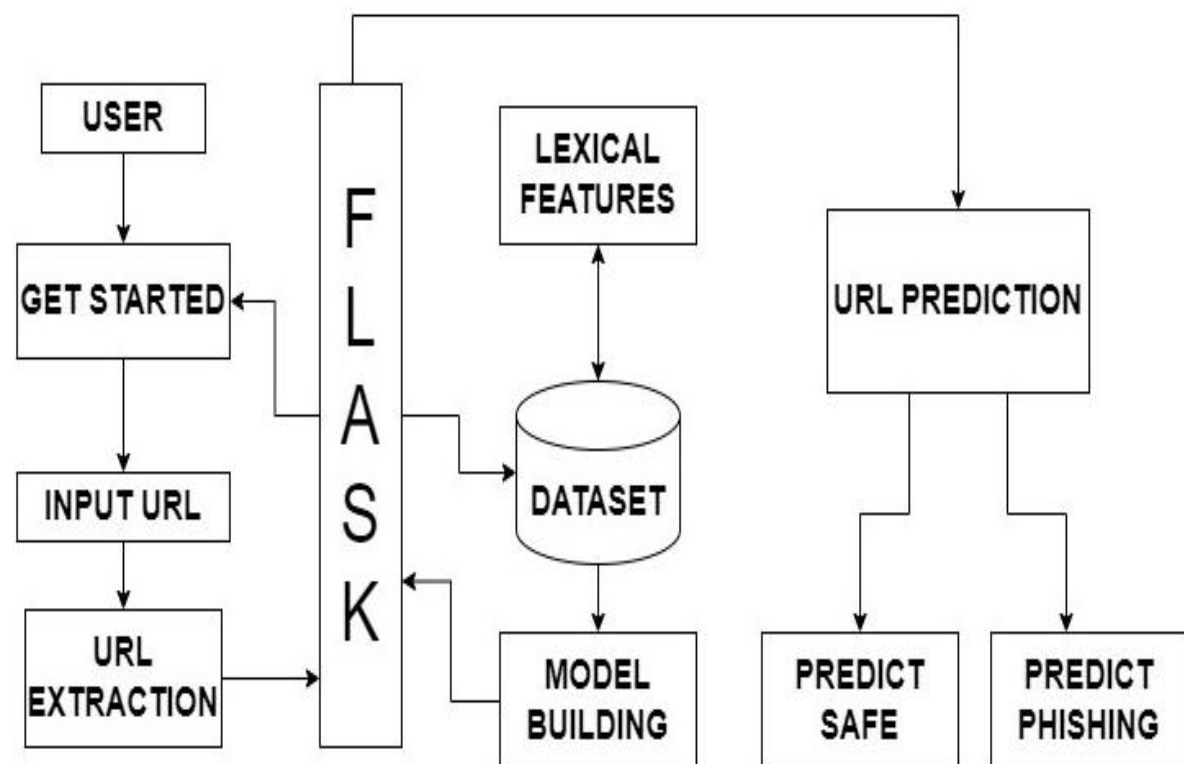 USER
GET STARTED
INPUT URL
URL
EXTRACTION
F
L
A
S
K
LEXICAL
FEATURES
DATASET
MODEL
BUILDING
URL PREDICTION
PREDICT
SAFE
PREDICT
PHISHING